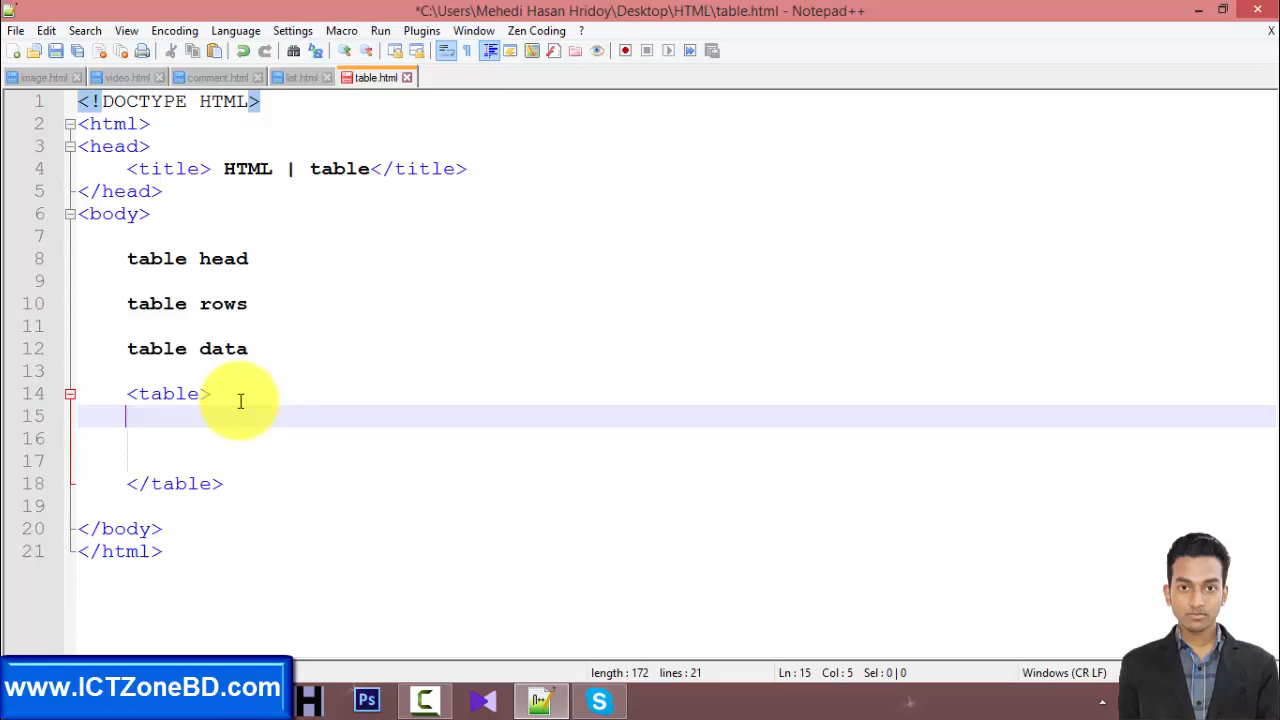 *C:\Users\Mehedi Hasan Hridoy\Desktop\HTML\table.html - Notepad++
File Edit Search View Encoding Language Settings Macro Run Plugins Window Zen Coding ? X
image.html video.html comment.html list.html table.html
1 <!DOCTYPE HTML>
2 <html>
3 <head>
4 <title> HTML | table</title>
5 </head>
6 <body>
7
8 table head
9
10 table rows
11
12 table data
13
14 <table>
15
16
17
18 </table>
19
20 </body>
21 </html>
length : 172 lines : 21 Ln : 15 Col : 5 Sel : 0 | 0 Windows (CR LF)
www.ICTZoneBD.com
H Ps C n++ S